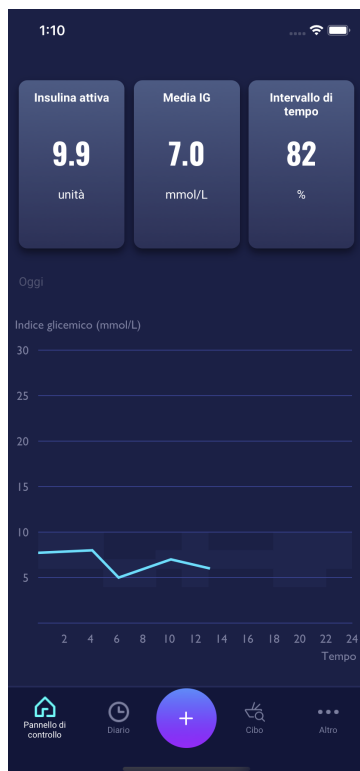 1:10
Insulina attiva
9.9
unità
Media IG
7.0
mmol/L
Intervallo di
tempo
82
%
Oggi
Indice glicemico (mmol/L)
30
25
20
15
10
5
2 4 6 8 10 12 14 16 18 20 22 24
Tempo
Pannello di
controllo
Diario
+
Cibo
Altro